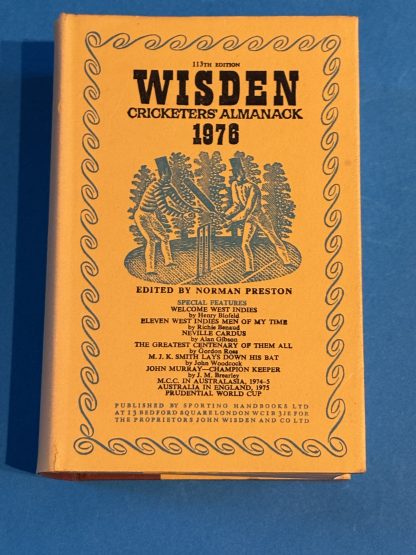 113TH EDITION
WISDEN
CRICKETERS' ALMANACK
1976
EDITED BY NORMAN PRESTON
SPECIAL FEATURES
WELCOME WEST INDIES
by Henry Blofeld
ELEVEN WEST INDIES MEN OF MY TIME
by Richie Benaud
NEVILLE CARDUS
by Alan Gibson
THE GREATEST CENTENARY OF THEM ALL
by Gordon Ross
M. J. K. SMITH LAYS DOWN HIS BAT
by John Woodcock
JOHN MURRAY—CHAMPION KEEPER
by J. M. Brearley
M.C.C. IN AUSTRALASIA, 1974-5
AUSTRALIA IN ENGLAND, 1975
PRUDENTIAL WORLD CUP
PUBLISHED BY SPORTING HANDBOOKS LTD
AT 13 BEDFORD SQUARE LONDON WC1B 3JE FOR
THE PROPRIETORS JOHN WISDEN AND CO LTD